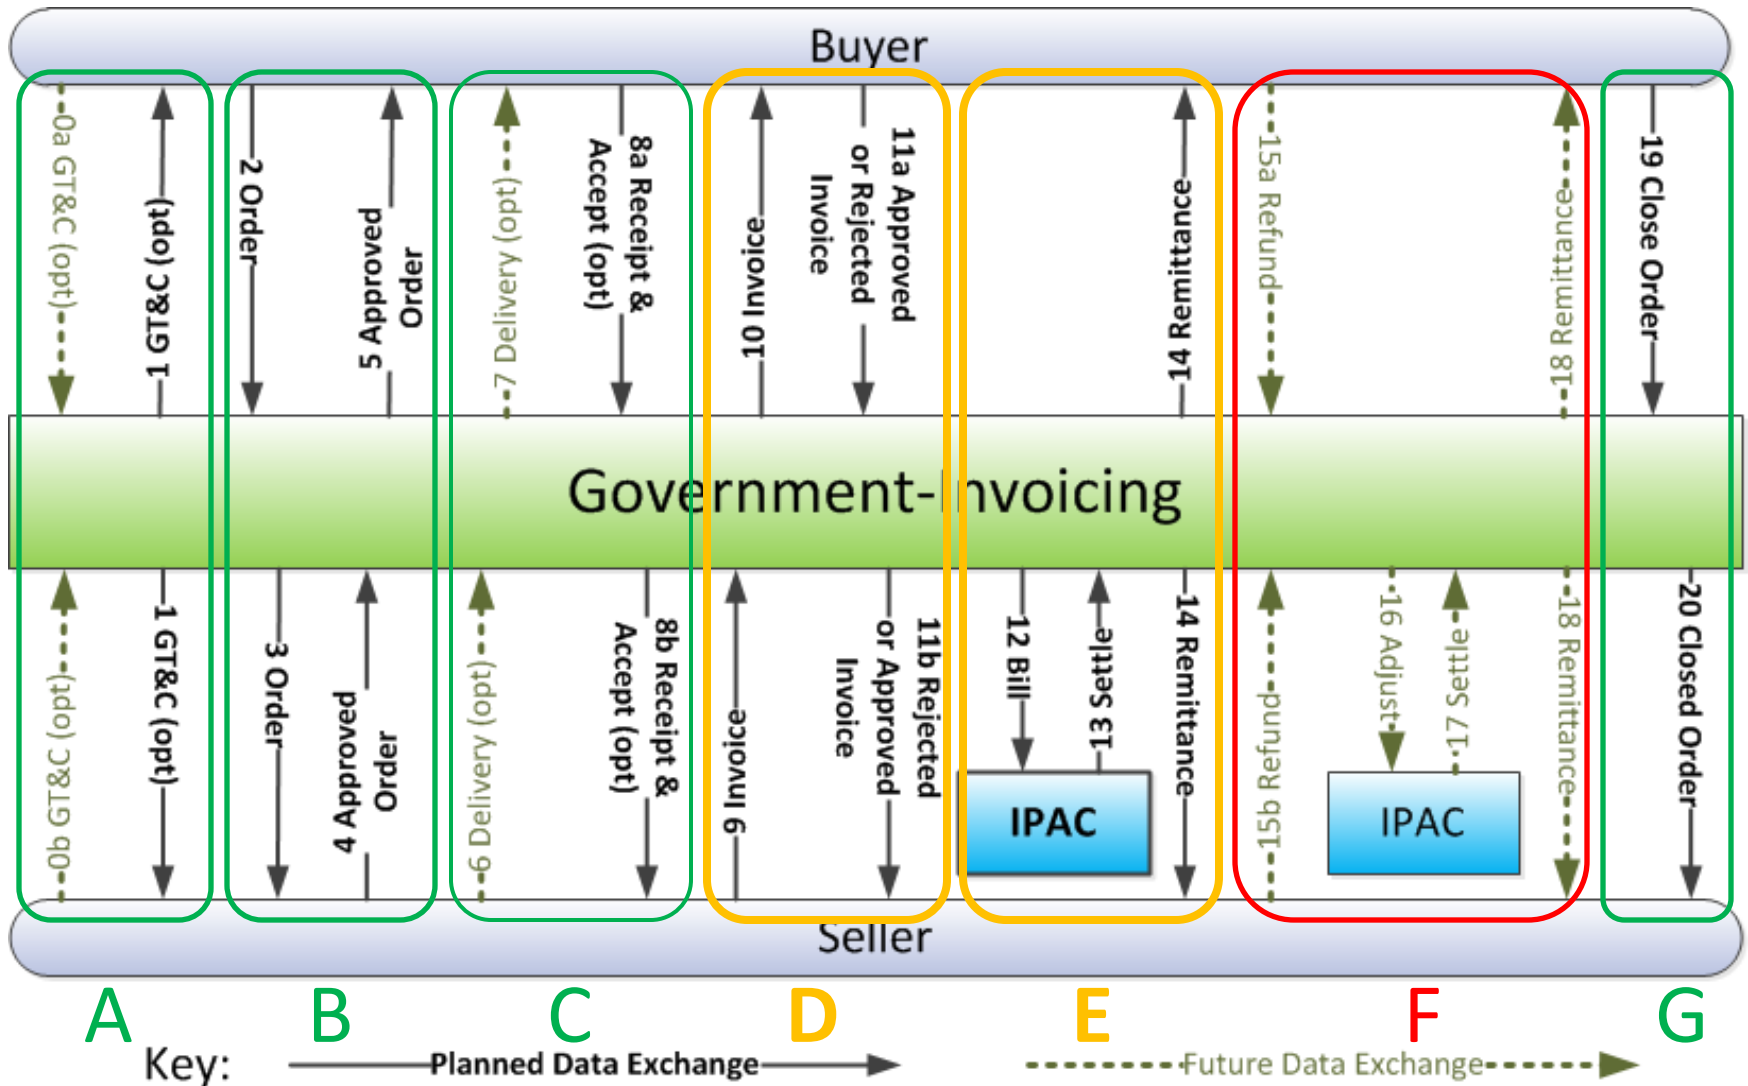 Buyer
0a GT&C (opt)
1 GT&C (opt)
2 Order
5 Approved
Order
7 Delivery (opt)
8a Receipt &
Accept (opt)
10 Invoice
11a Approved
or Rejected
Invoice
14 Remittance
15a Refund
18 Remittance
19 Close Order
Government-Invoicing
0b GT&C (opt)
1 GT&C (opt)
3 Order
4 Approved
Order
6 Delivery (opt)
8b Receipt &
Accept (opt)
9 Invoice
11b Rejected
or Approved
Invoice
12 Bill
13 Settle
14 Remittance
15b Refund
16 Adjust
17 Settle
18 Remittance
20 Closed Order
IPAC
IPAC
Seller
A B C D E F G
Key: Planned Data Exchange Future Data Exchange